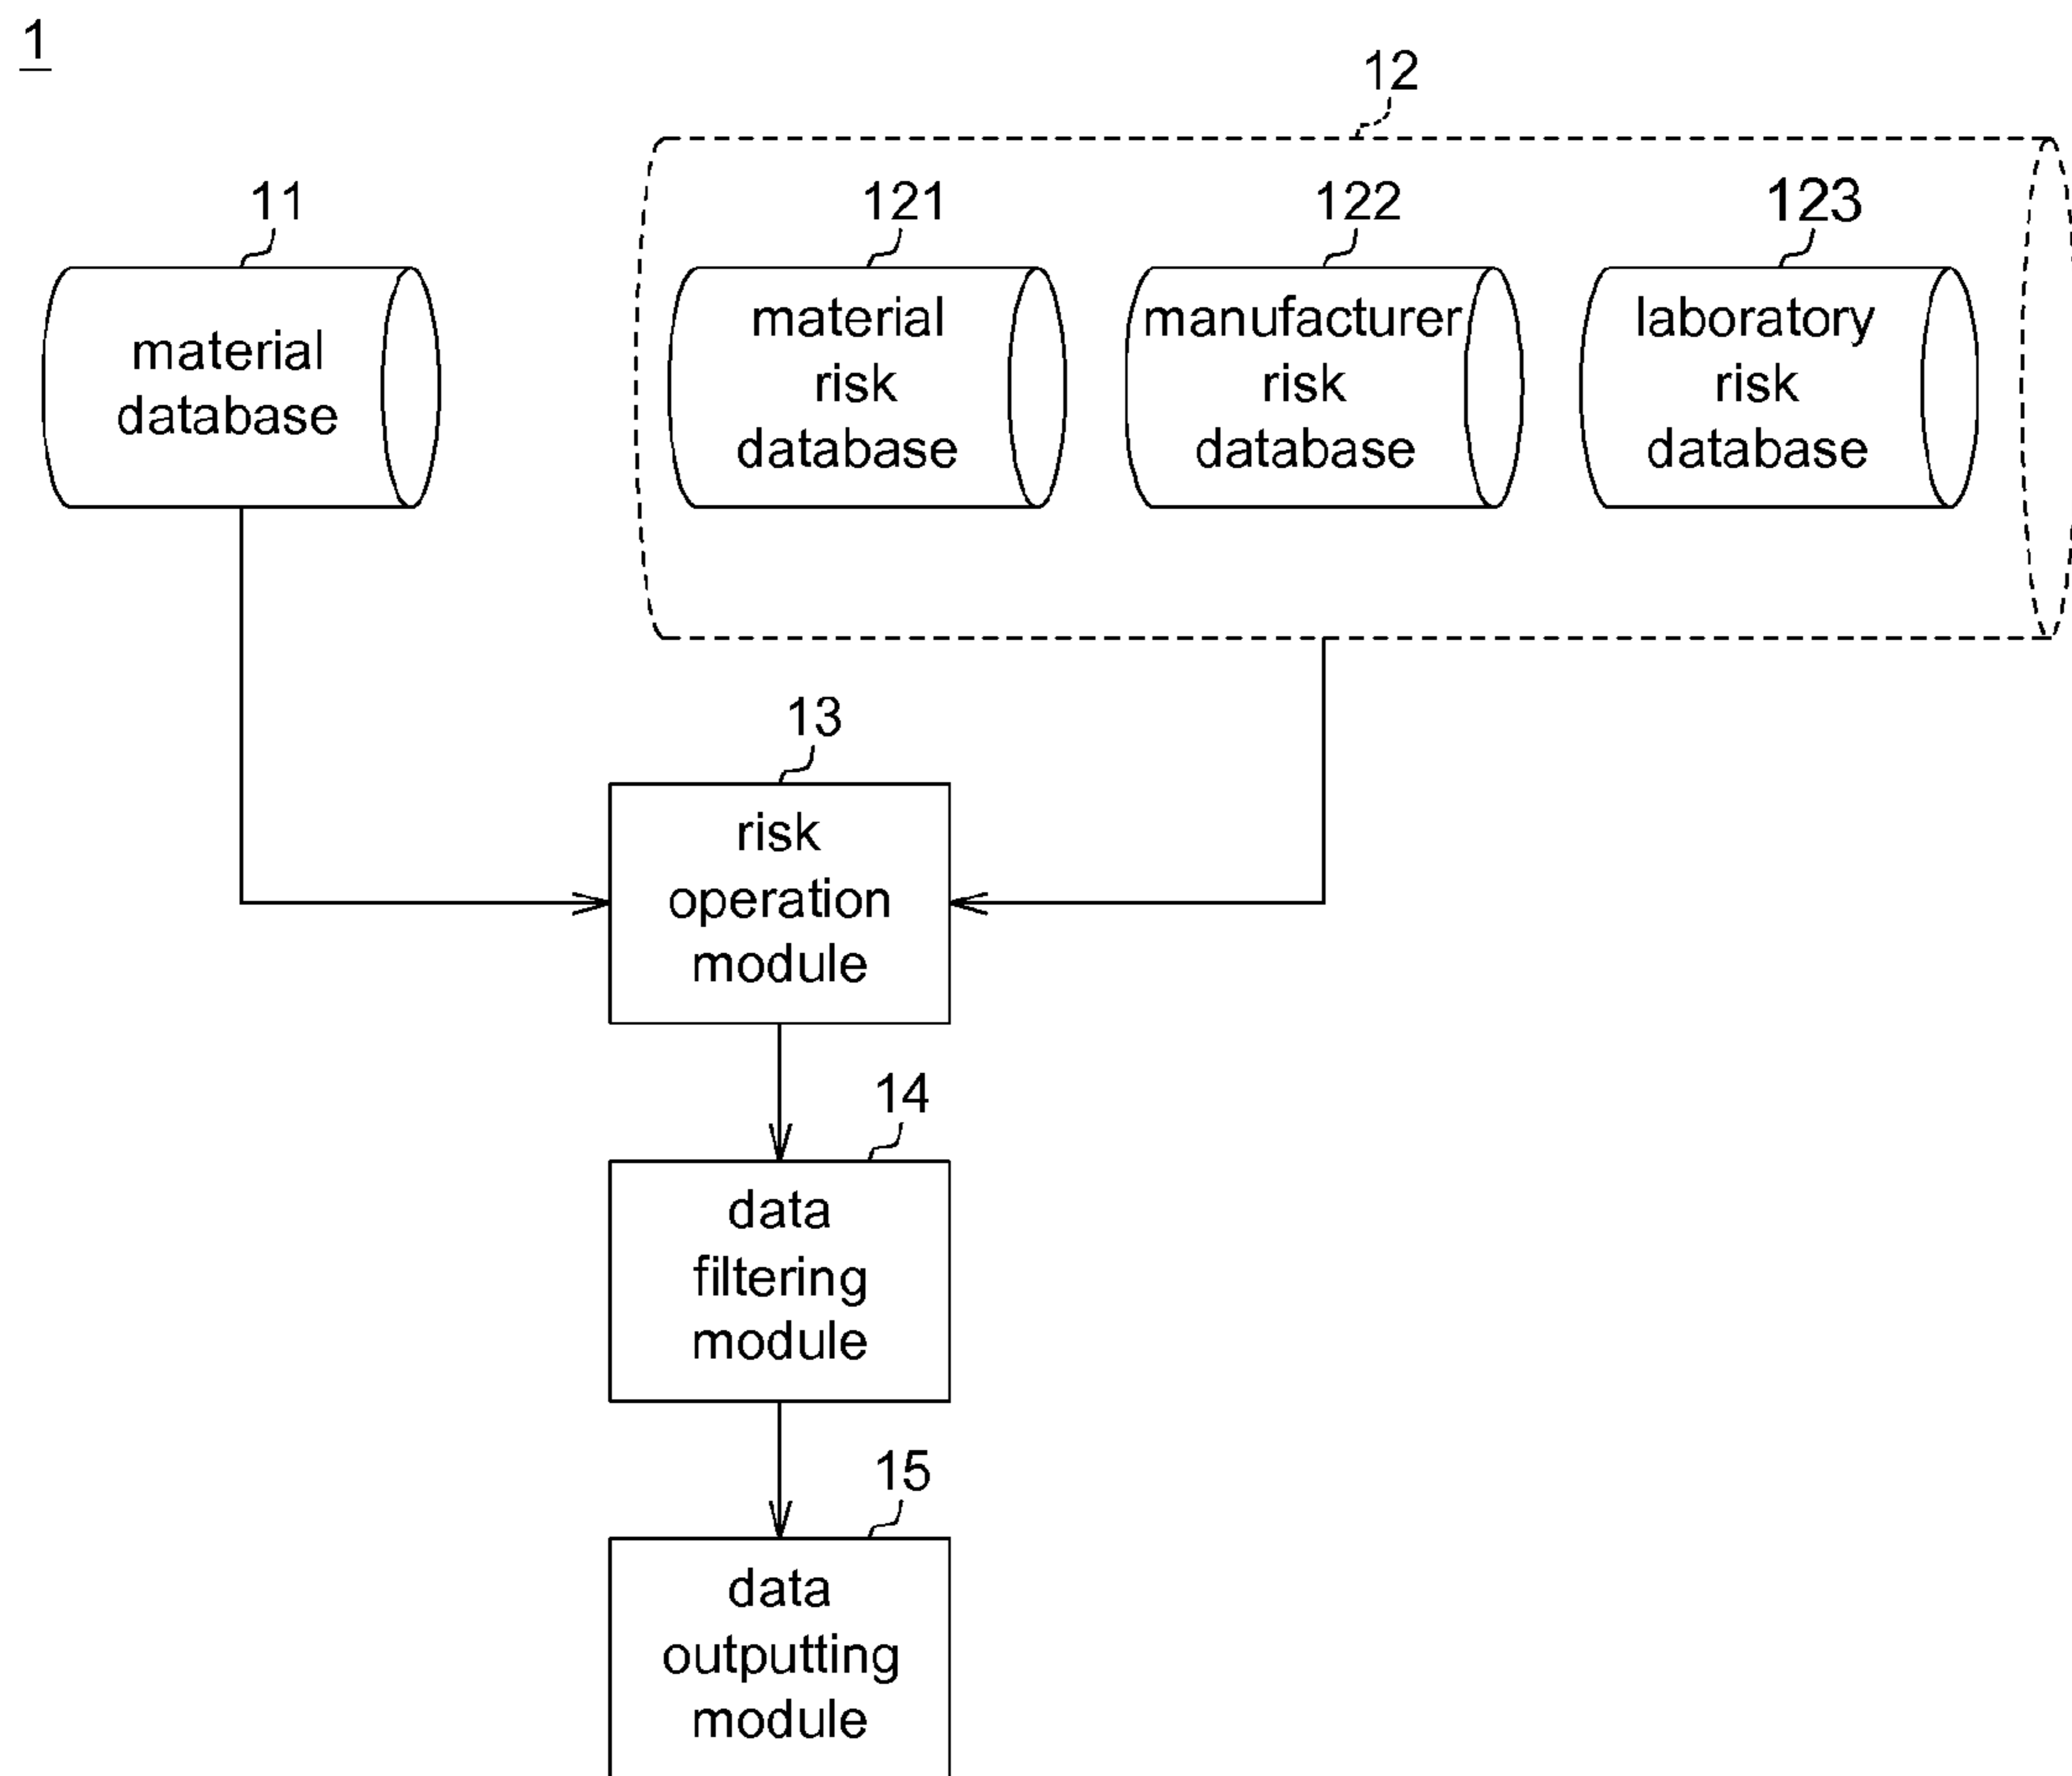 1
12
11
121
122
123
material
database
material
risk
database
manufacturer
risk
database
laboratory
risk
database
13
risk
operation
module
14
data
filtering
module
15
data
outputting
module